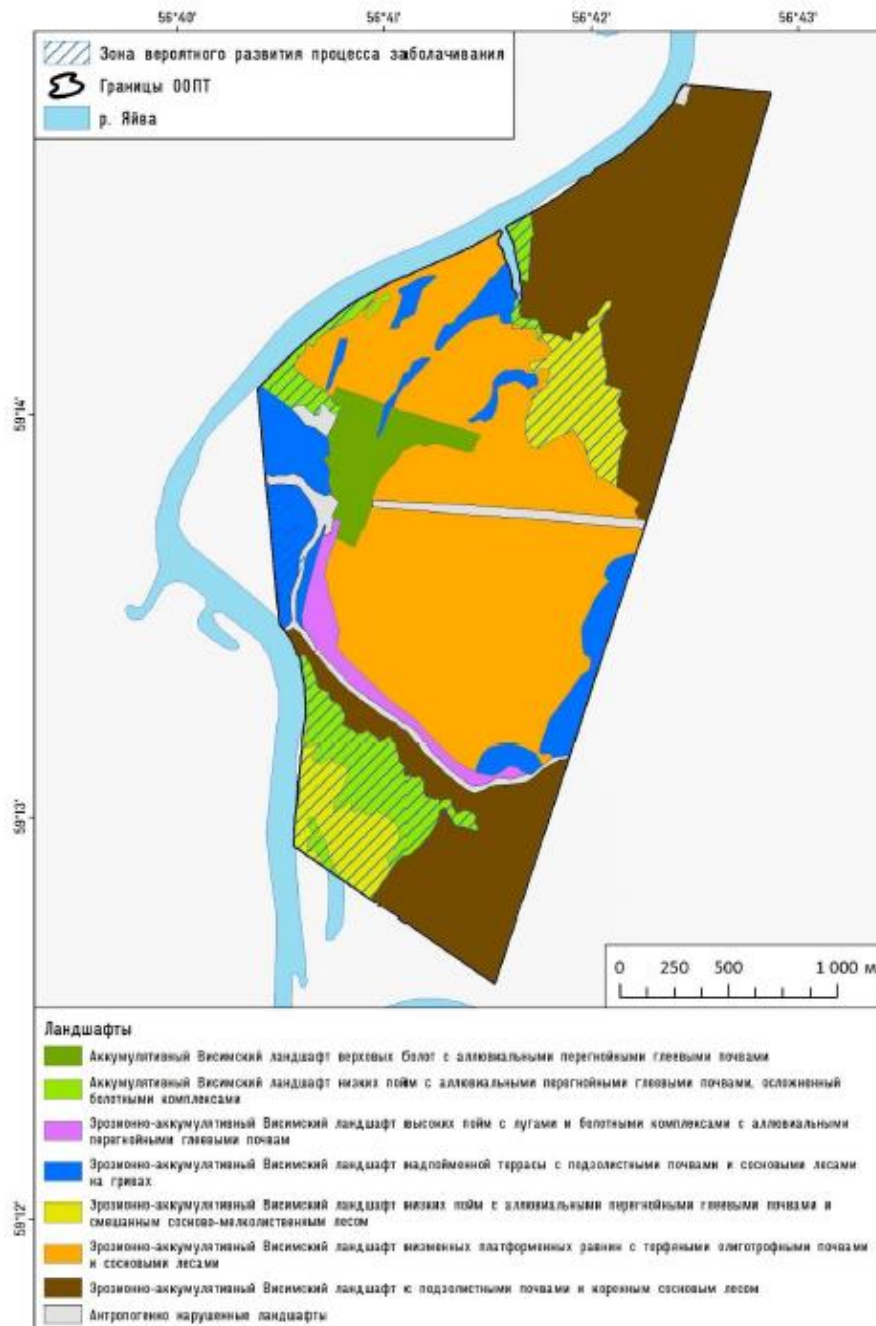 56°40'
56°41'
56°42'
56°43'
Зона вероятного развития процесса заболачивания
Границы ООПТ
р. Яйва
59°14'
59°13'
59°12'
0 250 500 1 000 м
Ландшафты
Аккумулятивный Висимский ландшафт верховых болот с аллювиальными перегнойными глеевыми почвами
Аккумулятивный Висимский ландшафт низких пойм с аллювиальными перегнойными глеевыми почвами, осложненный
болотными комплексами
Эрозионно-аккумулятивный Висимский ландшафт высоких пойм с лугами и болотными комплексами с аллювиальными
перегнойными глеевыми почвам
Эрозионно-аккумулятивный Висимский ландшафт надпойменной террасы с подзолистными почвами и сосновыми лесами
на гривах
Эрозионно-аккумулятивный Висимский ландшафт низких пойм с аллювиальными перегнойными глеевыми почвами и
смешанным сосново-мелколиственным лесом
Эрозионно-аккумулятивный Висимский ландшафт низменных платформенных равнин с торфяными олиготрофными почвами
и сосновыми лесами
Эрозионно-аккумулятивный Висимский ландшафт с подзолистными почвами и коренным сосновым лесом
Антропогенно нарушенные ландшафты